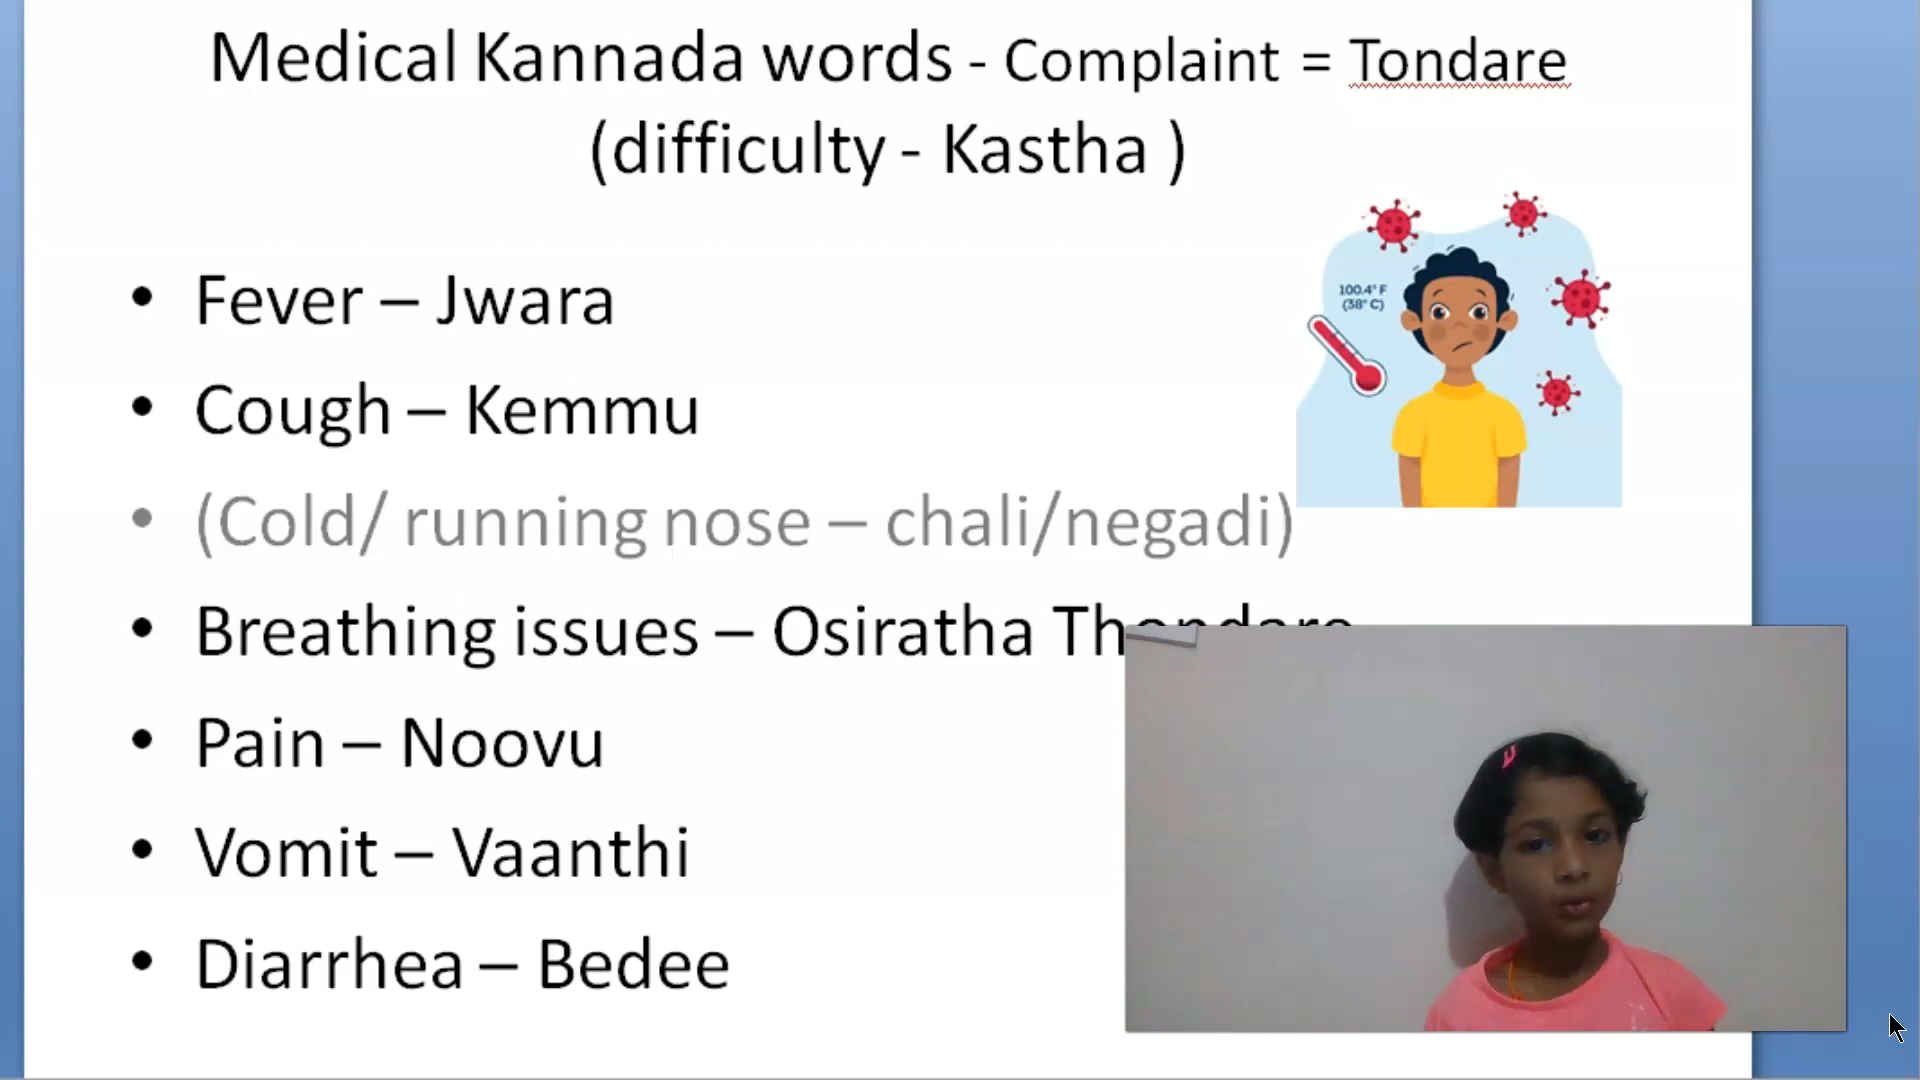 Medical Kannada words - Complaint = Tondare
(difficulty - Kastha )
100.4° F
(38° C)
• Fever – Jwara
• Cough – Kemmu
• (Cold/ running nose – chali/negadi)
• Breathing issues – Osiratha Thondare
• Pain – Noovu
• Vomit – Vaanthi
• Diarrhea – Bedee